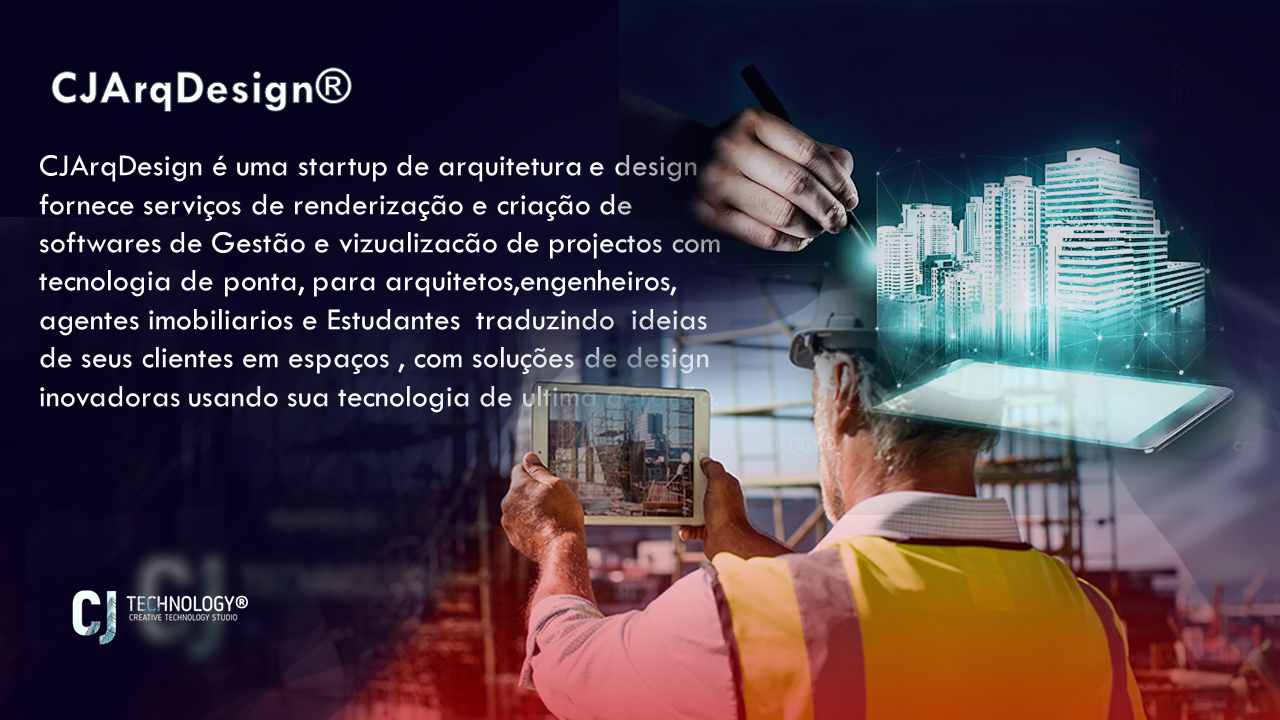 CJArqDesign®
CJArqDesign é uma startup de arquitetura e design
fornece serviços de renderização e criação de
softwares de Gestão e vizualizacão de projectos com
tecnologia de ponta, para arquitetos,engenheiros,
agentes imobiliarios e Estudantes traduzindo ideias
de seus clientes em espaços , com soluções de design
inovadoras usando sua tecnologia de ultima
CJ TECHNOLOGY®
CREATIVE TECHNOLOGY STUDIO